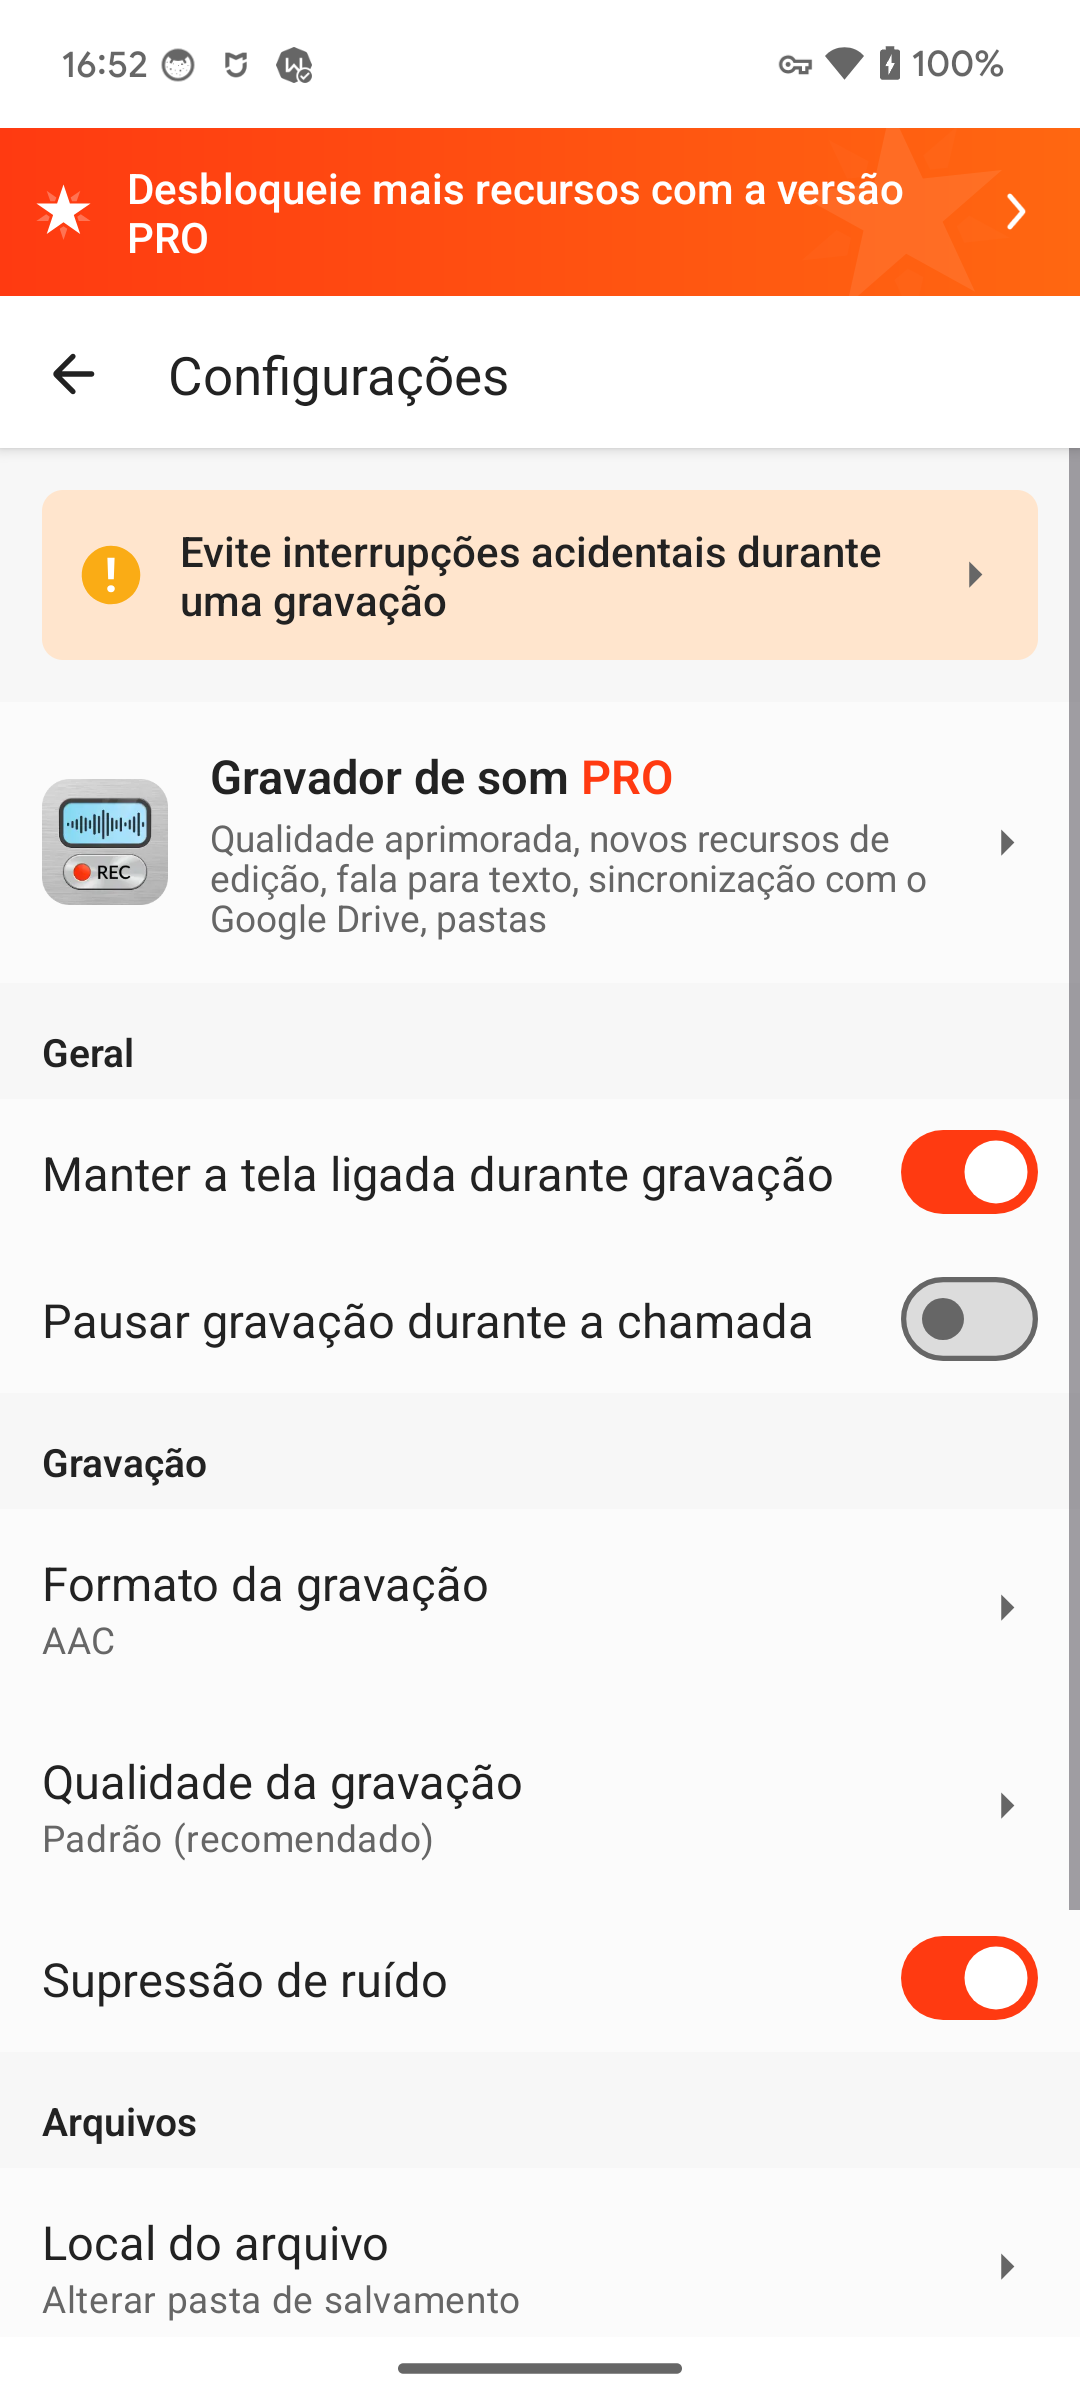 16:52
100%
Desbloqueie mais recursos com a versão
PRO
Configurações
Evite interrupções acidentais durante
uma gravação
Gravador de som PRO
REC
Qualidade aprimorada, novos recursos de
edição, fala para texto, sincronização com o
Google Drive, pastas
Geral
Manter a tela ligada durante gravação
Pausar gravação durante a chamada
Gravação
Formato da gravação
AAC
Qualidade da gravação
Padrão (recomendado)
Supressão de ruído
Arquivos
Local do arquivo
Alterar pasta de salvamento